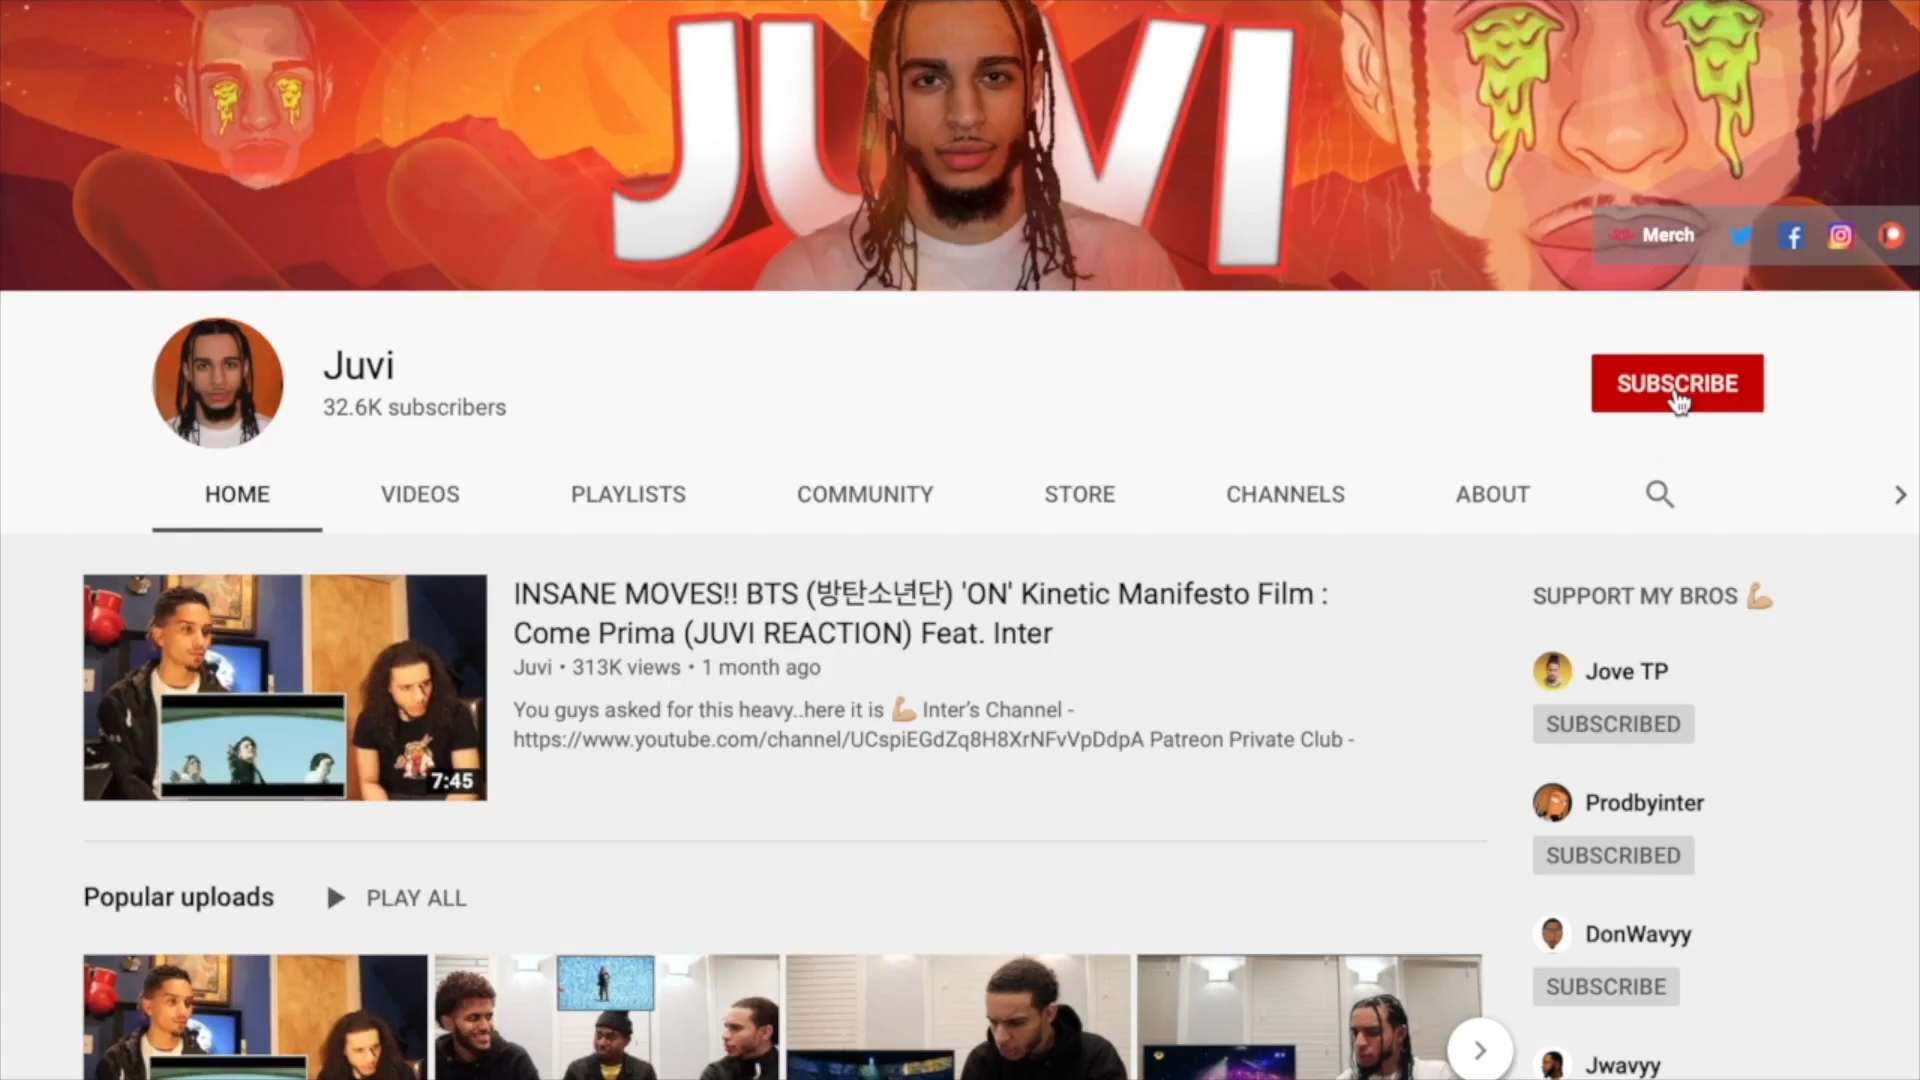 JUVI
Merch
Juvi
32.6K subscribers
SUBSCRIBE
HOME VIDEOS PLAYLISTS COMMUNITY STORE CHANNELS ABOUT
INSANE MOVES!! BTS (방탄소년단) 'ON' Kinetic Manifesto Film :
Come Prima (JUVI REACTION) Feat. Inter
Juvi • 313K views • 1 month ago
You guys asked for this heavy..here it is 💪🏼 Inter’s Channel -
https://www.youtube.com/channel/UCspiEGdZq8H8XrNFvVpDdpA Patreon Private Club -
7:45
Popular uploads PLAY ALL
SUPPORT MY BROS 💪🏼
Jove TP
SUBSCRIBED
Prodbyinter
SUBSCRIBED
DonWavyy
SUBSCRIBE
Jwavyy